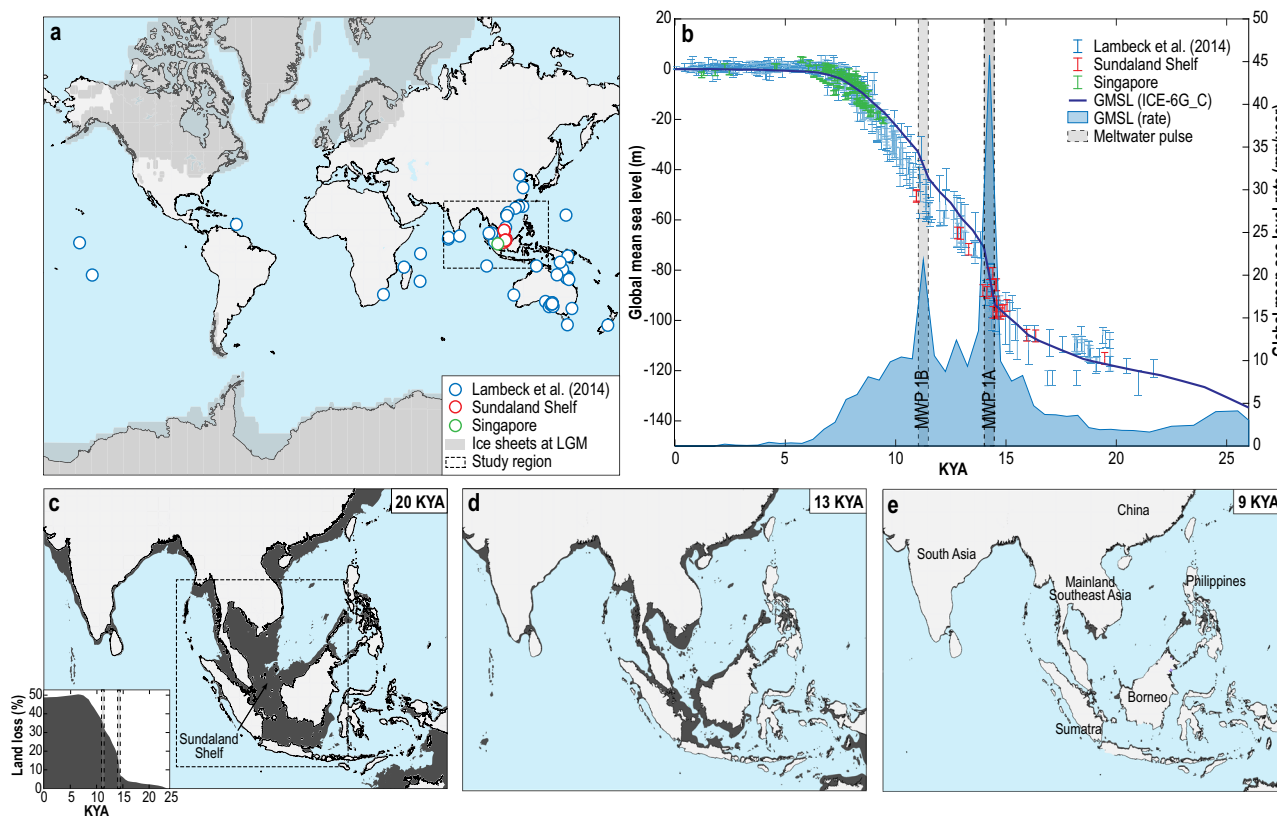 a
Lambeck et al. (2014)
Sundaland Shelf
Singapore
Ice sheets at LGM
Study region
b
20
0
-20
-40
-60
-80
-100
-120
-140
Global mean sea level (m)
50
45
40
35
30
25
20
15
10
5
0
Lambeck et al. (2014)
Sundaland Shelf
Singapore
GMSL (ICE-6G_C)
GMSL (rate)
Meltwater pulse
MWP 1B
MWP 1A
0 5 10 15 20 25
KYA
c
20 KYA
Sundaland
Shelf
Land loss (%)
50
40
30
20
10
0
0 5 10 15 20 25
KYA
d
13 KYA
e
9 KYA
China
South Asia
Mainland
Southeast Asia
Philippines
Borneo
Sumatra